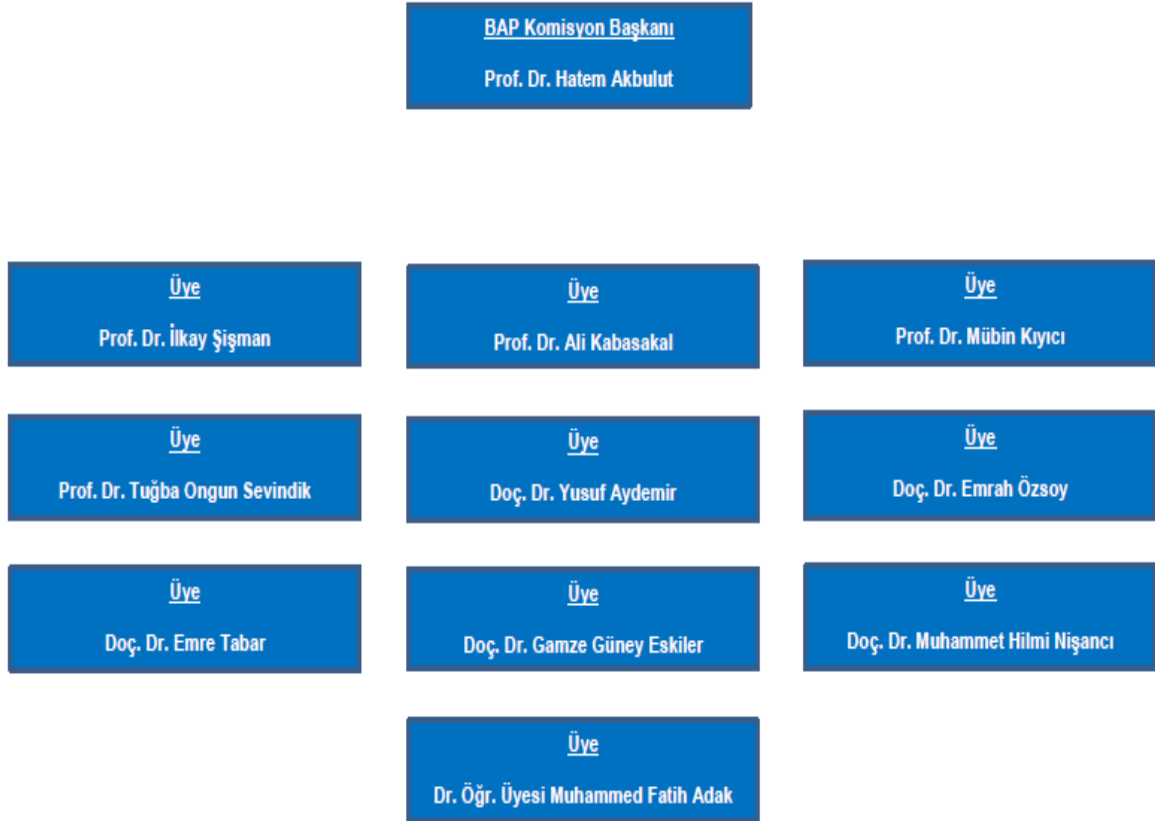 BAP Komisyon Başkanı
Prof. Dr. Hatem Akbulut
Üye
Prof. Dr. İlkay Şişman
Üye
Prof. Dr. Ali Kabasakal
Üye
Prof. Dr. Mübin Kıyıcı
Üye
Prof. Dr. Tuğba Ongun Sevindik
Üye
Doç. Dr. Yusuf Aydemir
Üye
Doç. Dr. Emrah Özsoy
Üye
Doç. Dr. Emre Tabar
Üye
Doç. Dr. Gamze Güney Eskiler
Üye
Doç. Dr. Muhammet Hilmi Nişancı
Üye
Dr. Öğr. Üyesi Muhammed Fatih Adak